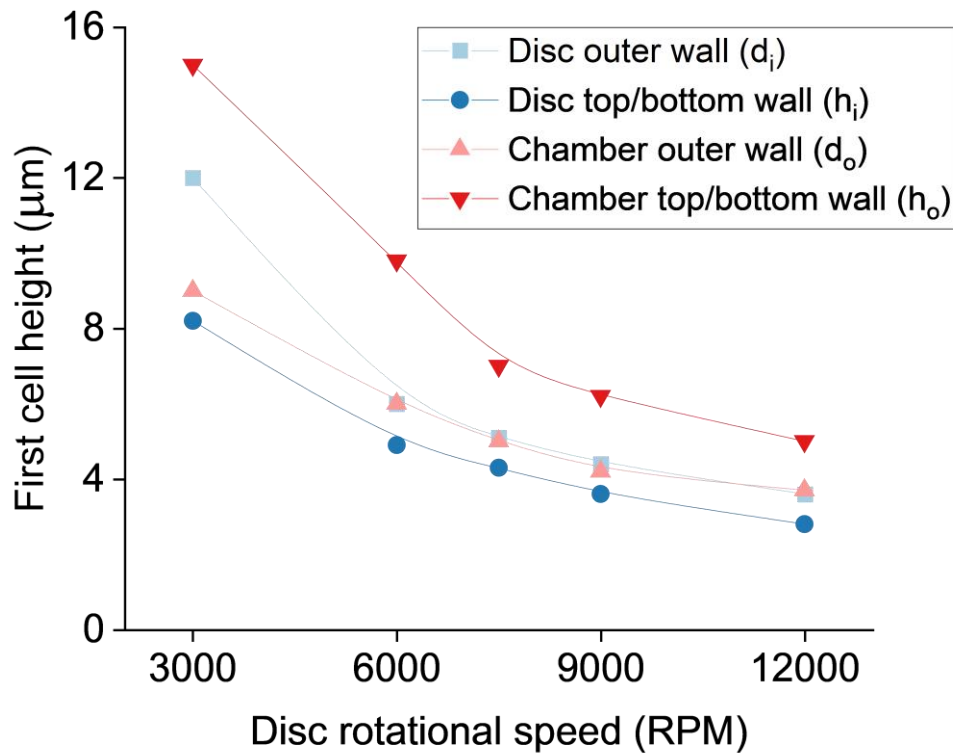 16
12
8
4
0
First cell height (μm)
Disc outer wall (dᵢ)
Disc top/bottom wall (hᵢ)
Chamber outer wall (dₒ)
Chamber top/bottom wall (hₒ)
3000
6000
9000
12000
Disc rotational speed (RPM)